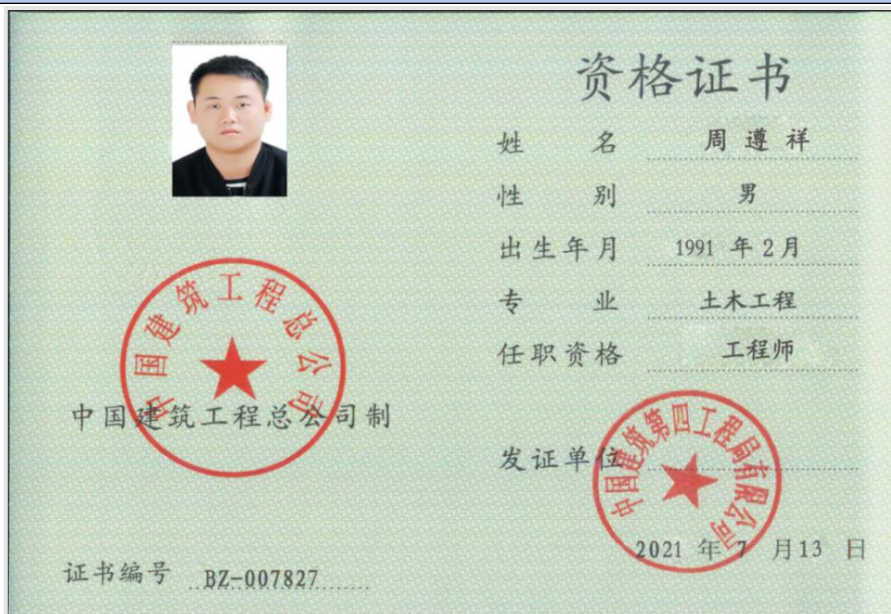 资格证书
姓 名 周遵祥
性 别 男
出生年月 1991 年 2 月
专 业 土木工程
任职资格 工程师
发证单位
中国建筑第四工程局有限公司
2021 年 7 月 13 日
中国建筑工程总公司
中国建筑工程总公司制
证书编号 BZ-007827